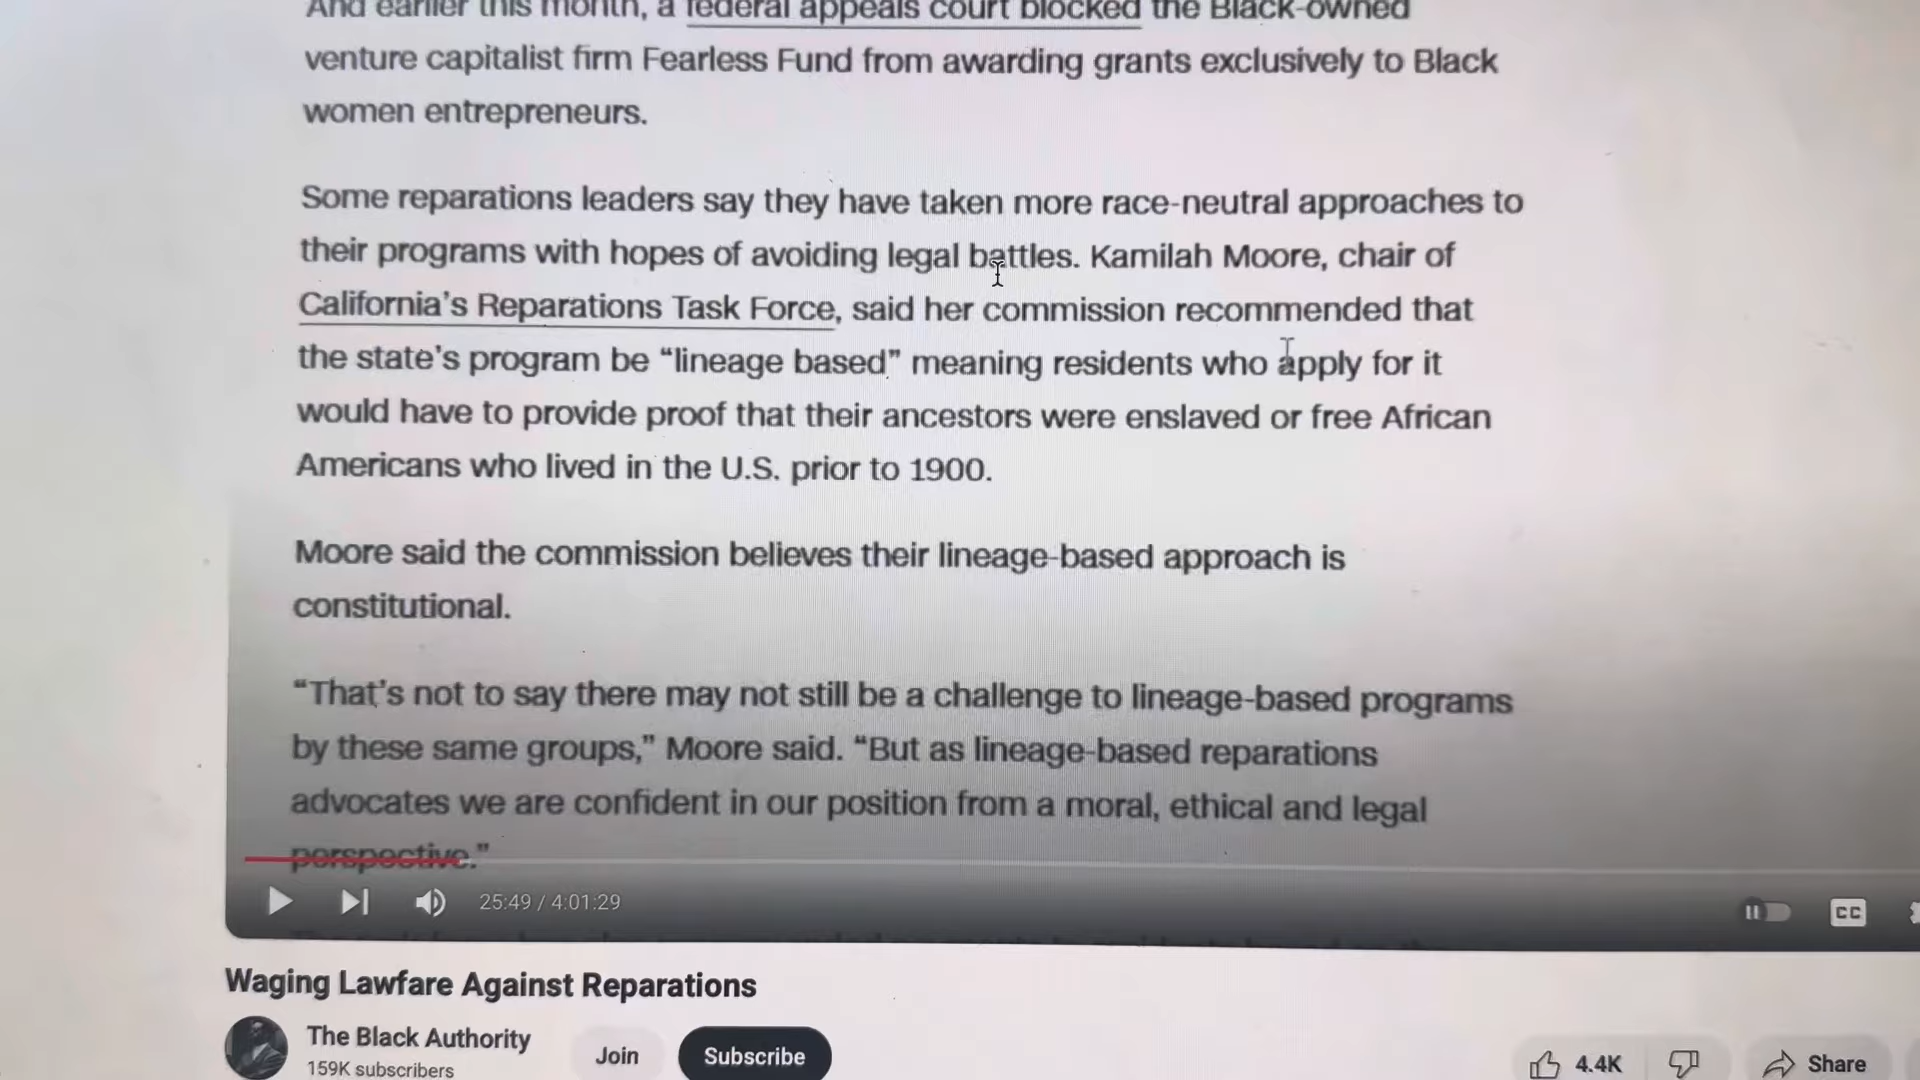 And earlier this month, a federal appeals court blocked the Black-owned
venture capitalist firm Fearless Fund from awarding grants exclusively to Black
women entrepreneurs.
Some reparations leaders say they have taken more race-neutral approaches to
their programs with hopes of avoiding legal battles. Kamilah Moore, chair of
California's Reparations Task Force, said her commission recommended that
the state's program be “lineage based” meaning residents who apply for it
would have to provide proof that their ancestors were enslaved or free African
Americans who lived in the U.S. prior to 1900.
Moore said the commission believes their lineage-based approach is
constitutional.
“That's not to say there may not still be a challenge to lineage-based programs
by these same groups,” Moore said. “But as lineage-based reparations
advocates we are confident in our position from a moral, ethical and legal
perspective.”
25:49 / 4:01:29
CC
Waging Lawfare Against Reparations
The Black Authority
159K subscribers
Join
Subscribe
4.4K
Share